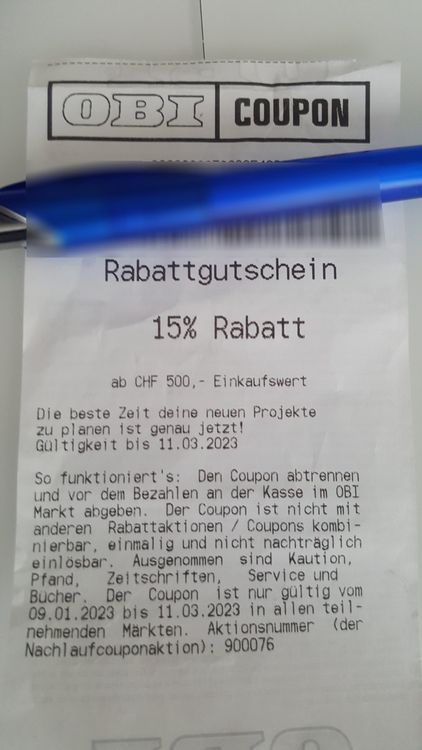 OBI COUPON
Rabattgutschein
15% Rabatt
ab CHF 500,- Einkaufswert
Die beste Zeit deine neuen Projekte
zu planen ist genau jetzt!
Gültigkeit bis 11.03.2023
So funktioniert's: Den Coupon abtrennen
und vor dem Bezahlen an der Kasse im OBI
Markt abgeben. Der Coupon ist nicht mit
anderen Rabattaktionen / Coupons kombi-
nierbar, einmalig und nicht nachträglich
einlösbar. Ausgenommen sind Kaution,
Pfand, Zeitschriften, Service und
Bücher. Der Coupon ist nur gültig vom
09.01.2023 bis 11.03.2023 in allen teil-
nehmenden Märkten. Aktionsnummer (der
Nachlaufcouponaktion): 900076